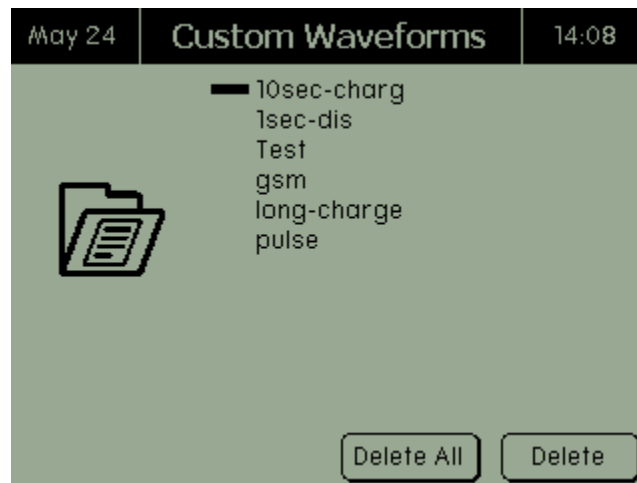 May 24 Custom Waveforms 14:08
10sec-charg
1sec-dis
Test
gsm
long-charge
pulse
Delete All Delete